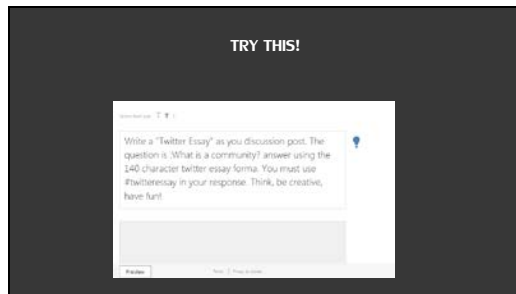 TRY THIS!
Write a "Twitter Essay" as you discussion post. The
question is :What is a community? answer using the
140 character twitter essay forma. You must use
#twitteressay in your response. Think, be creative,
have fun!
Preview